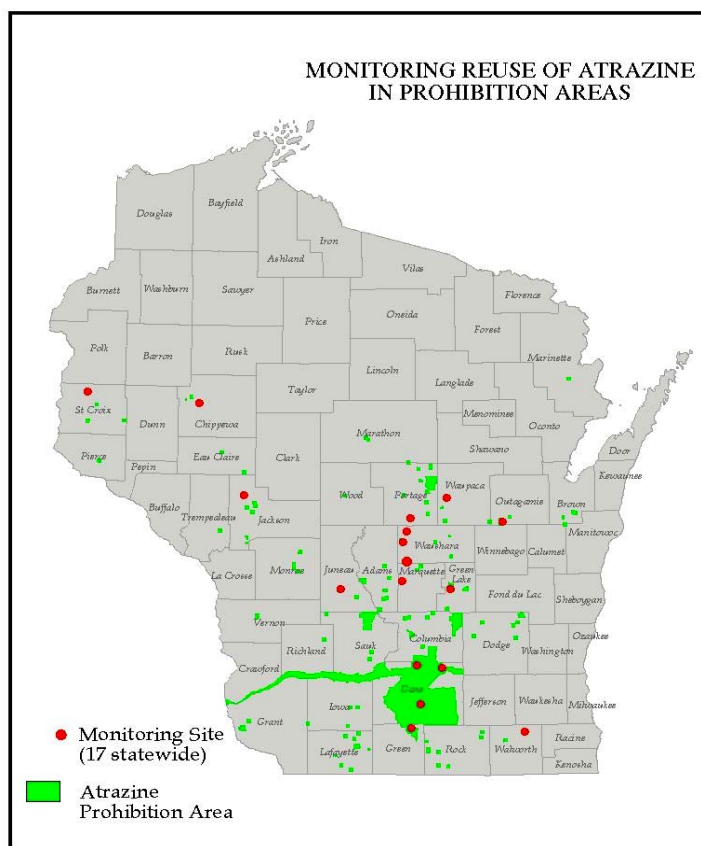 MONITORING REUSE OF ATRAZINE
IN PROHIBITION AREAS
Douglas
Bayfield
Iron
Ashland
Vilas
Burnett
Washburn
Sawyer
Florence
Price
Oneida
Forest
Polk
Rusk
Marinette
Barron
Lincoln
Langlade
Taylor
St Croix
Chippewa
Menominee
Oconto
Dunn
Marathon
Door
Pierce
Eau Claire
Clark
Shawano
Pepin
Kewaunee
Buffalo
Wood
Portage
Waupaca
Outagamie
Brown
Trempealeau
Jackson
Manitowoc
Waushara
Winnebago
Calumet
La Crosse
Monroe
Juneau
Adams
Marquette
Green
Lake
Fond du Lac
Sheboygan
Vernon
Columbia
Dodge
Ozaukee
Richland
Sauk
Washington
Crawford
Dane
Jefferson
Waukesha
Milwaukee
Grant
Iowa
Lafayette
Green
Rock
Walworth
Racine
Kenosha
Monitoring Site
(17 statewide)
Atrazine
Prohibition Area